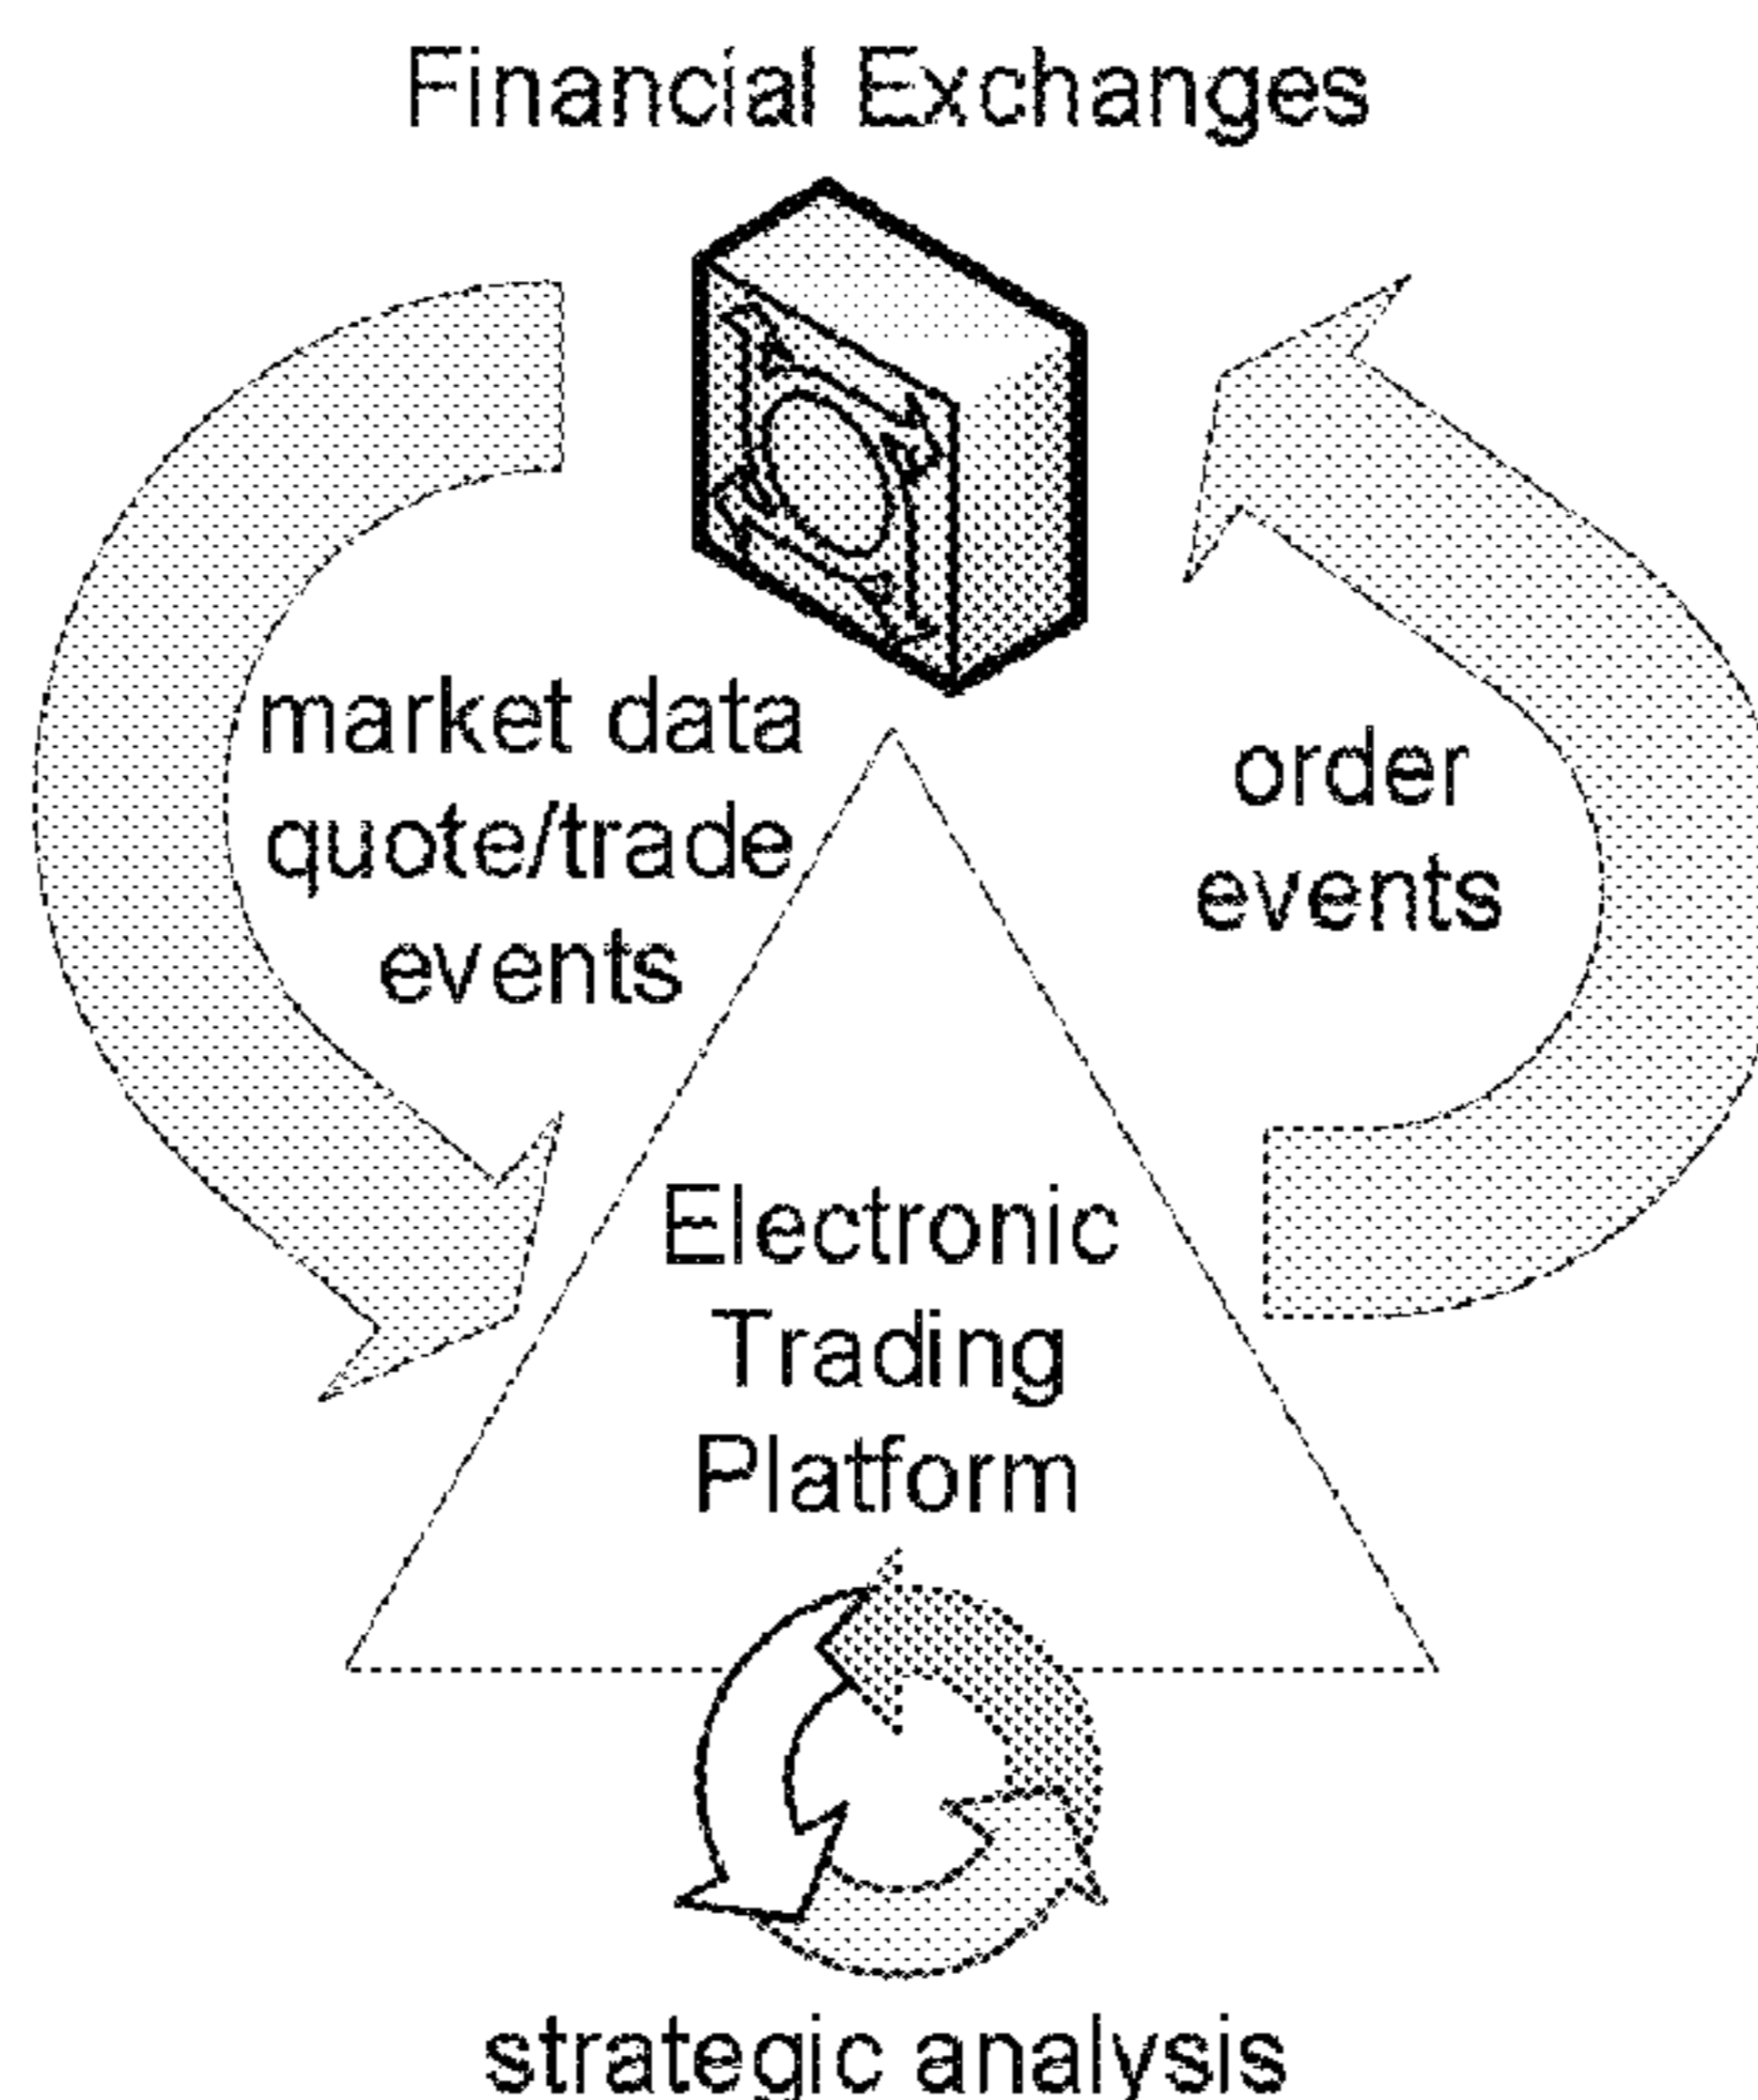 Financial Exchanges
market data
quote/trade
events
order
events
Electronic
Trading
Platform
strategic analysis